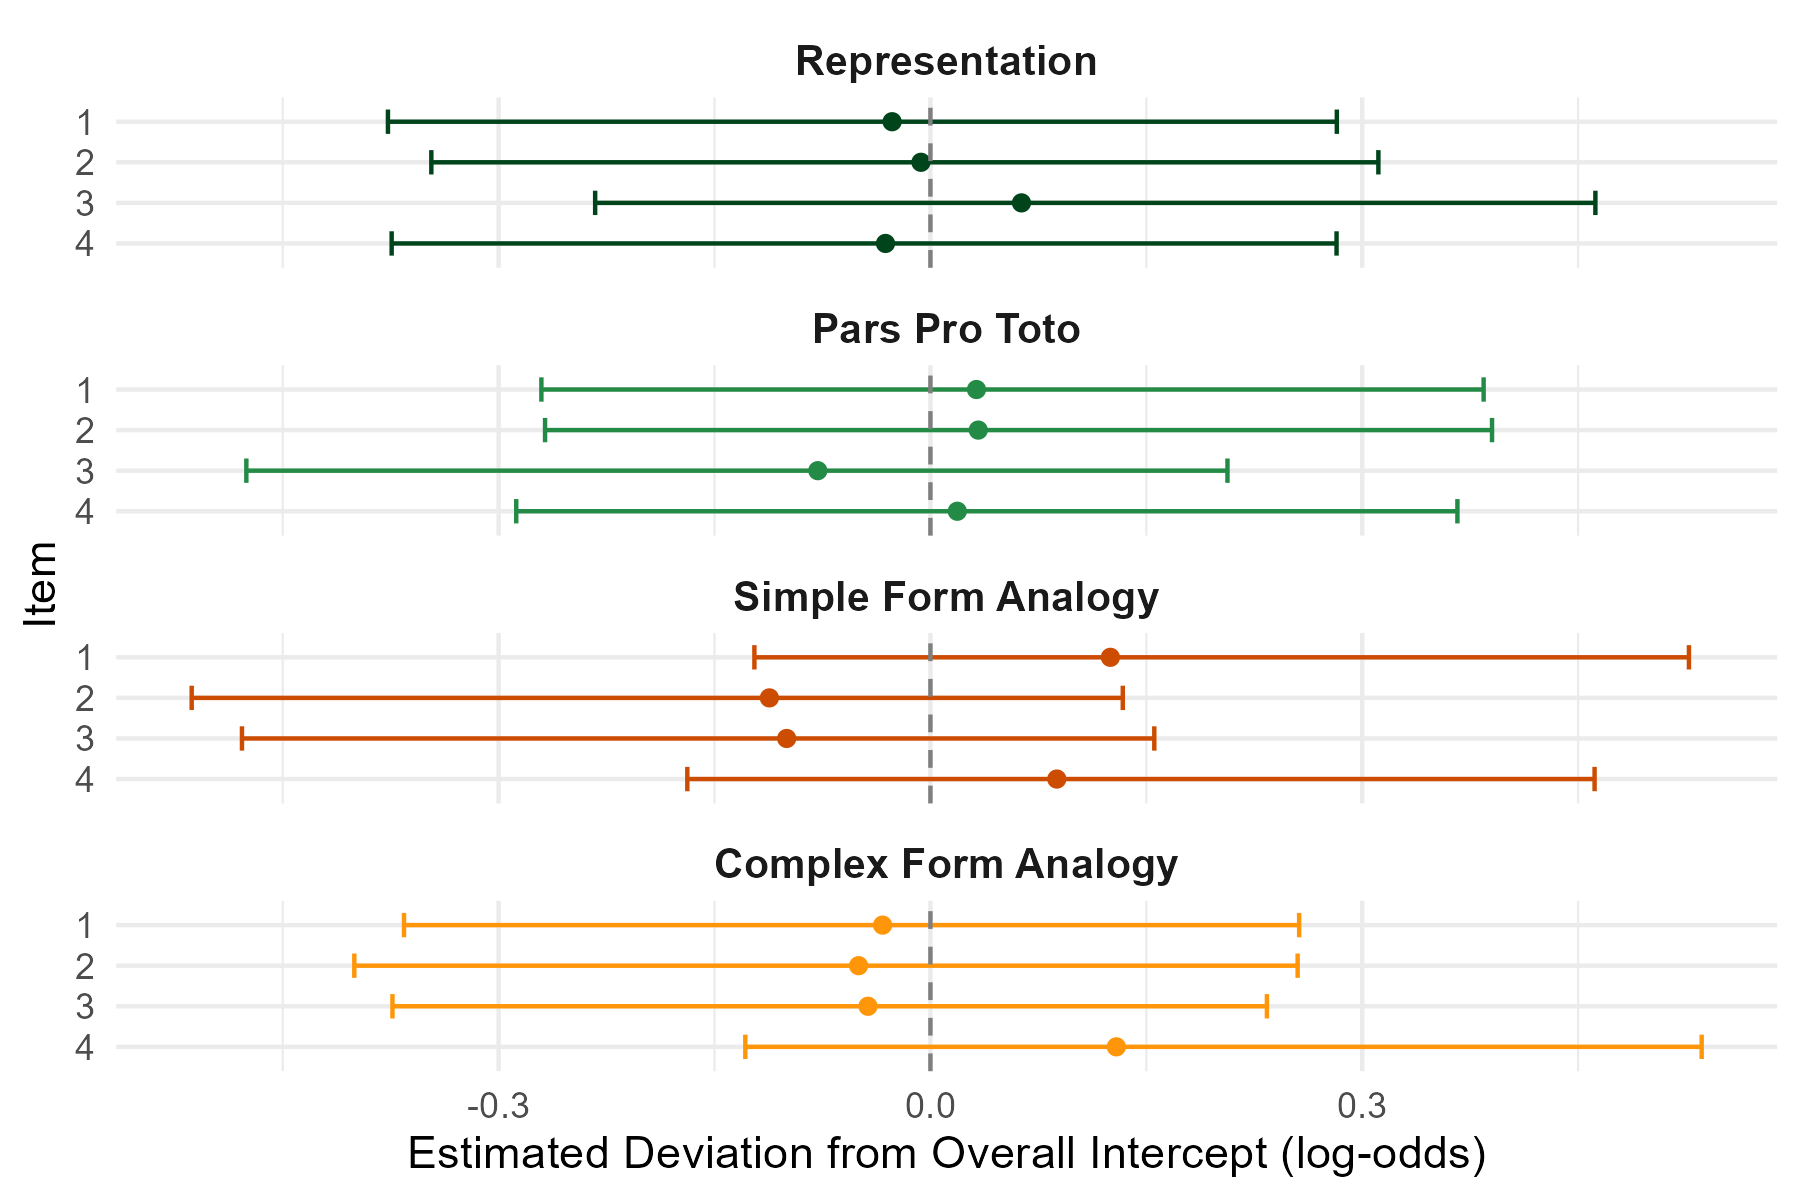 Representation
1
2
3
4
Pars Pro Toto
1
2
3
4
Simple Form Analogy
1
2
3
4
Complex Form Analogy
1
2
3
4
Item
-0.3 0.0 0.3
Estimated Deviation from Overall Intercept (log-odds)